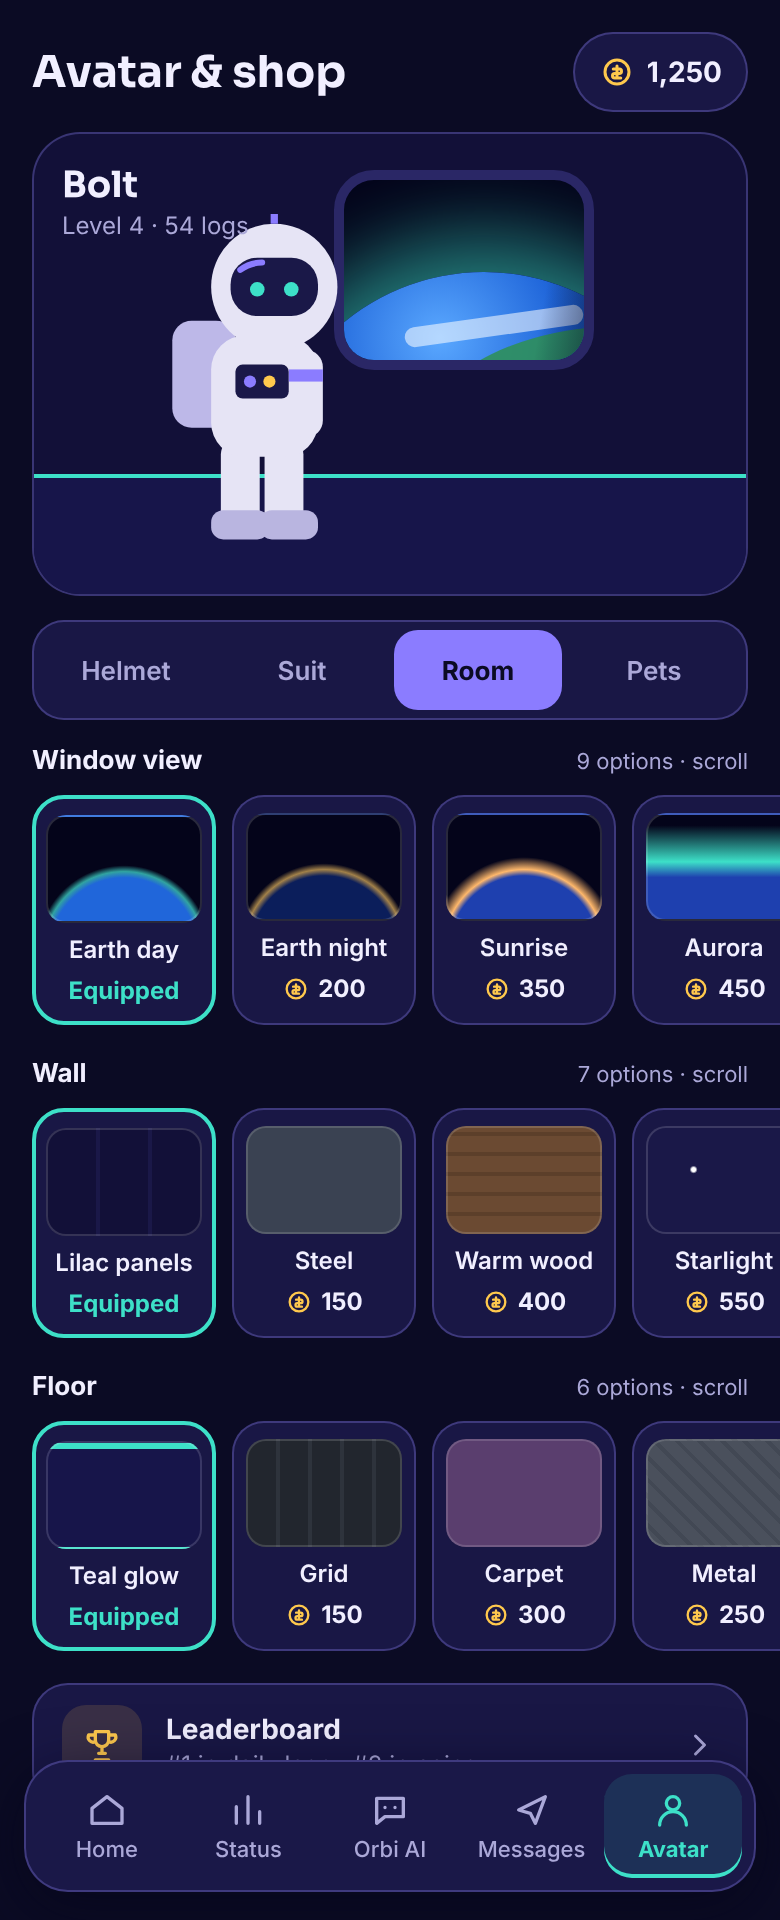 Avatar & shop
1,250
Bolt
Level 4 · 54 logs
Helmet
Suit
Room
Pets
Window view
9 options · scroll
Earth day
Equipped
Earth night
200
Sunrise
350
Aurora
450
Wall
7 options · scroll
Lilac panels
Equipped
Steel
150
Warm wood
400
Starlight
550
Floor
6 options · scroll
Teal glow
Equipped
Grid
150
Carpet
300
Metal
250
Leaderboard
Home
Status
Orbi AI
Messages
Avatar